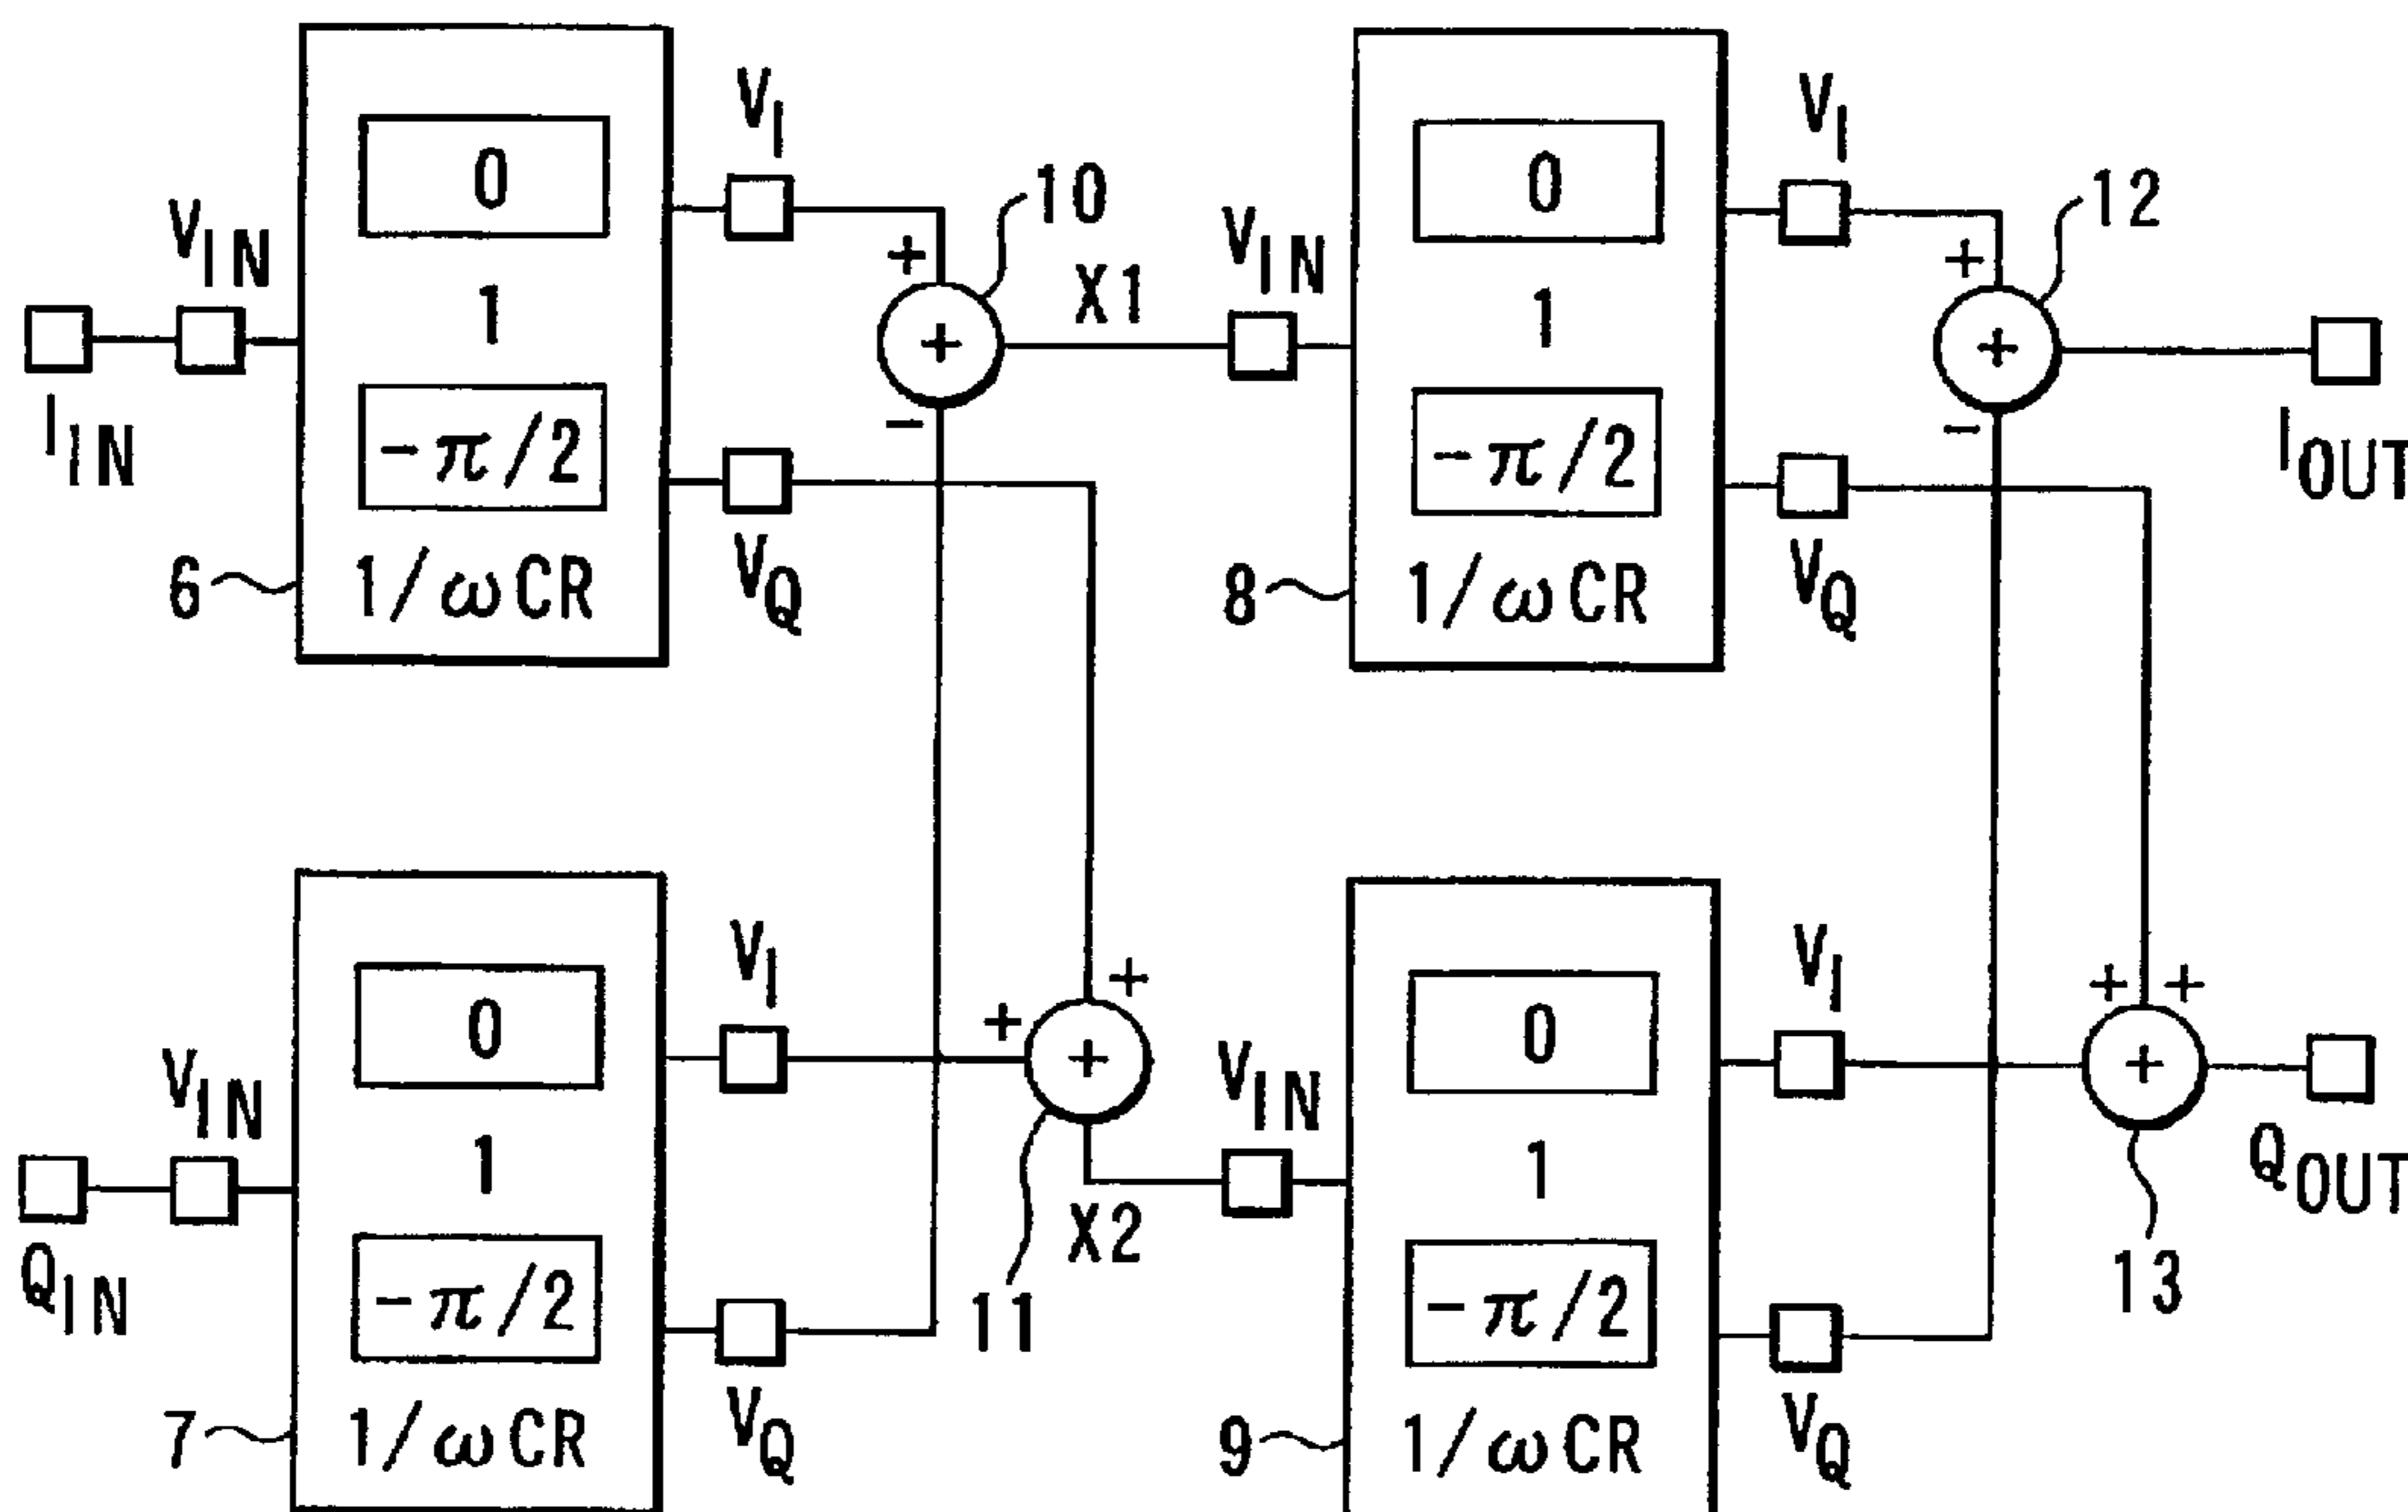 V_I
V_I
0
10
0
12
V_IN
+
V_IN
+
1
+
X1
1
+
I_IN
-
-
I_OUT
-π/2
-π/2
6
1/ωCR
V_Q
8
1/ωCR
V_Q
V_I
V_I
+
+ +
0
+
0
V_IN
+
V_IN
+
1
1
Q_IN
X2
Q_OUT
-π/2
11
-π/2
13
7
1/ωCR
V_Q
9
1/ωCR
V_Q